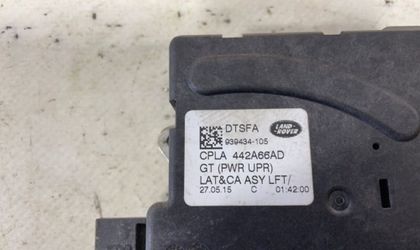 DTSFA
LAND-
ROVER
939434-105
CPLA 442A66AD
GT (PWR UPR)
LAT&CA ASY LFT/
27.05.15 C 01:42:00